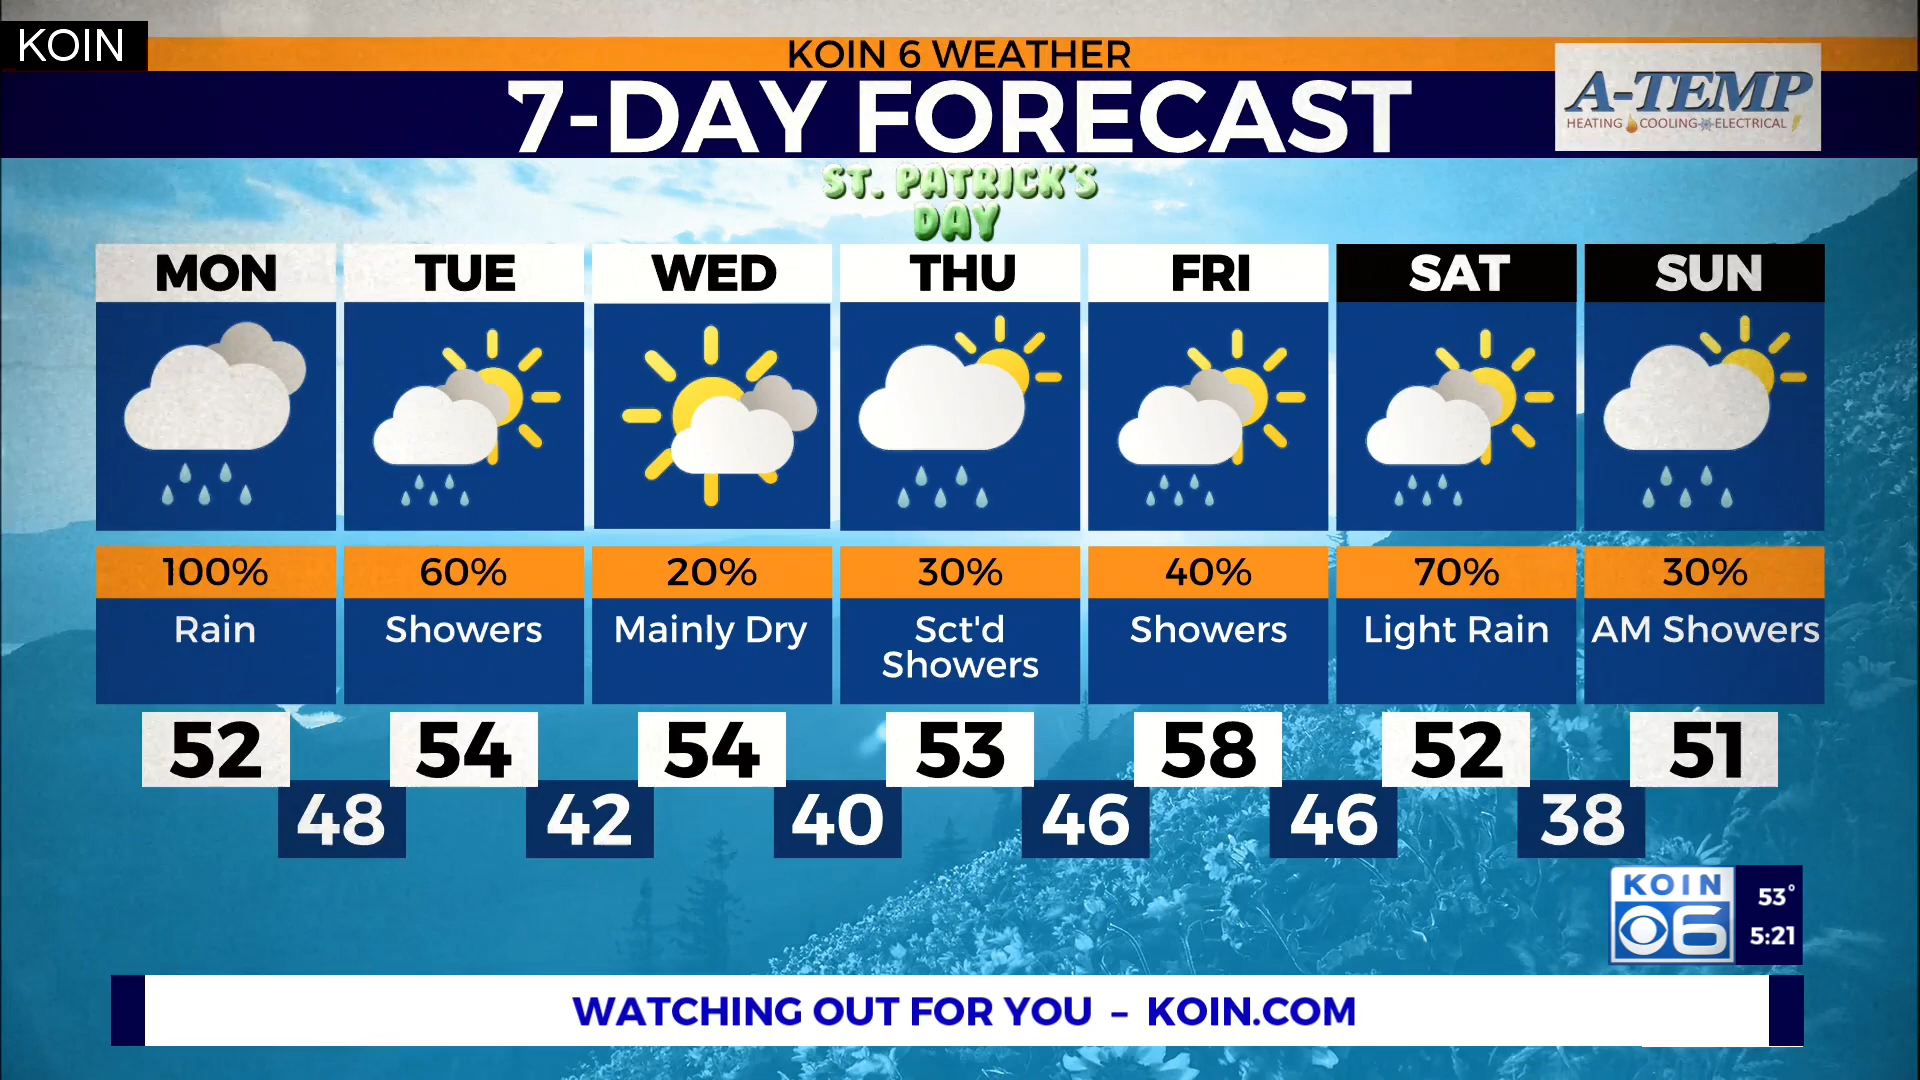 KOIN
KOIN 6 WEATHER
7-DAY FORECAST
A-TEMP
HEATING COOLING ELECTRICAL
ST. PATRICK'S
DAY
MON TUE WED THU FRI SAT SUN
100% 60% 20% 30% 40% 70% 30%
Rain Showers Mainly Dry Sct'd Showers Light Rain AM Showers
Showers
52 54 54 53 58 52 51
48 42 40 46 46 38
KOIN
6
53°
5:21
WATCHING OUT FOR YOU – KOIN.COM